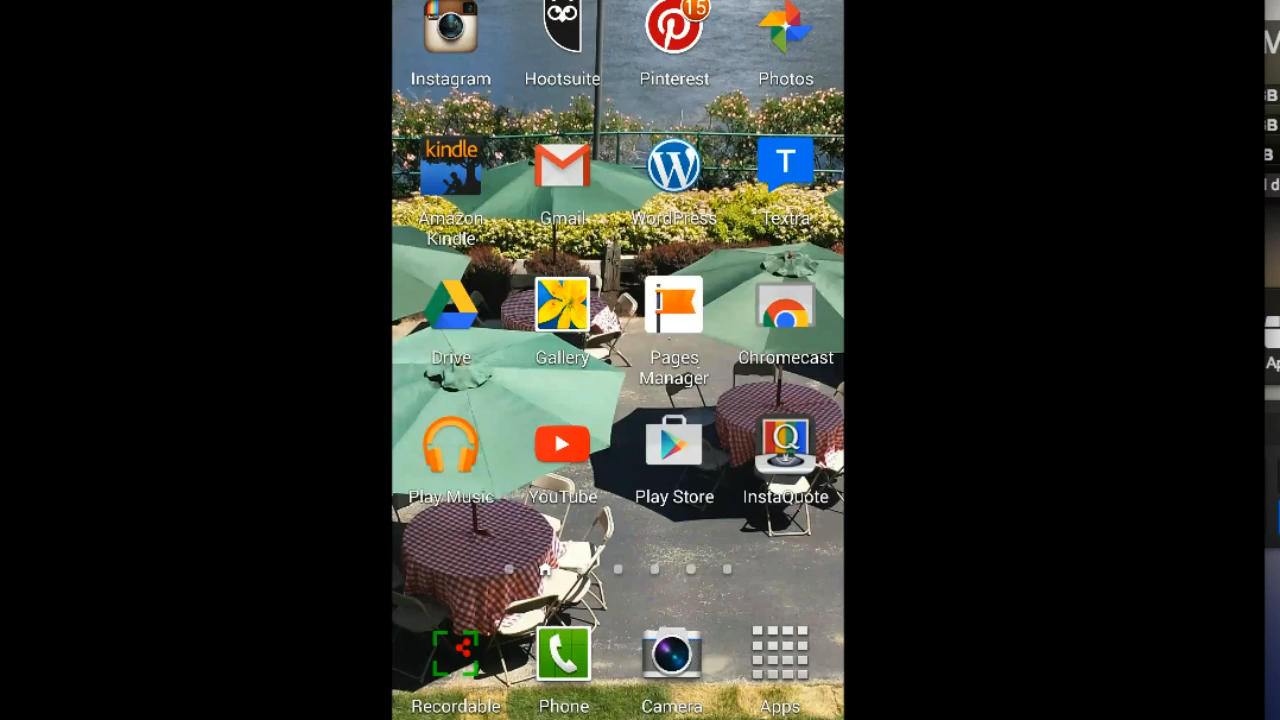 15
Instagram Hootsuite Pinterest Photos
kindle T
Amazon Kindle Gmail WordPress Textra
Drive Gallery Pages Manager Chromecast
Q
Play Music YouTube Play Store InstaQuote
Recordable Phone Camera Apps
B
B
B
d
Ap